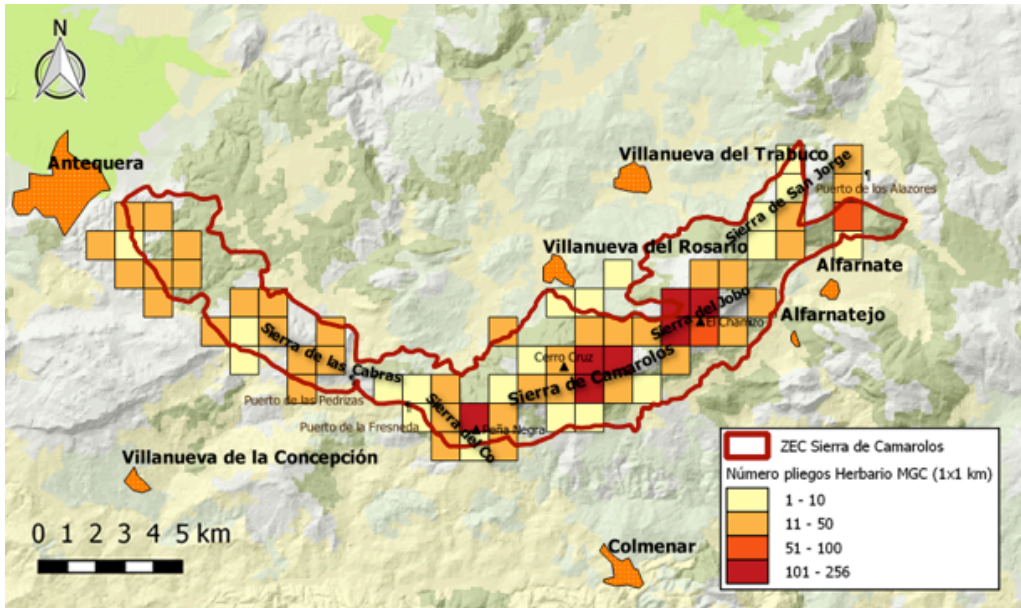 N
Antequera
Villanueva del Trabuco
Sierra de San Jorge
Puerto de los Alazores
Villanueva del Rosario
Alfarnate
Sierra del Jobo
El Chamizo
Alfarnatejo
Cerro Cruz
Sierra de las Cabras
Sierra de Camarolos
Puerto de las Pedrizas
Sierra del Co
Puerto de la Fresneda
Peña Negra
Villanueva de la Concepción
Colmenar
0 1 2 3 4 5 km
ZEC Sierra de Camarolos
Número pliegos Herbario MGC (1x1 km)
1 - 10
11 - 50
51 - 100
101 - 256